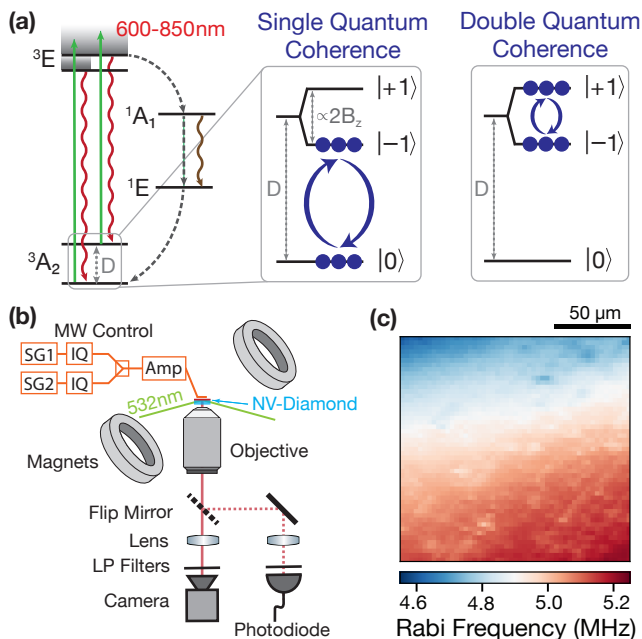 (a)
600-850nm
³E
¹A₁
¹E
³A₂
D
Single Quantum
Coherence
|+1⟩
∝2B_z
|−1⟩
D
|0⟩
Double Quantum
Coherence
|+1⟩
|−1⟩
D
|0⟩
(b)
MW Control
SG1 IQ
SG2 IQ
Amp
532nm
NV-Diamond
Magnets
Objective
Flip Mirror
Lens
LP Filters
Camera
Photodiode
(c)
50 μm
4.6 4.8 5.0 5.2
Rabi Frequency (MHz)